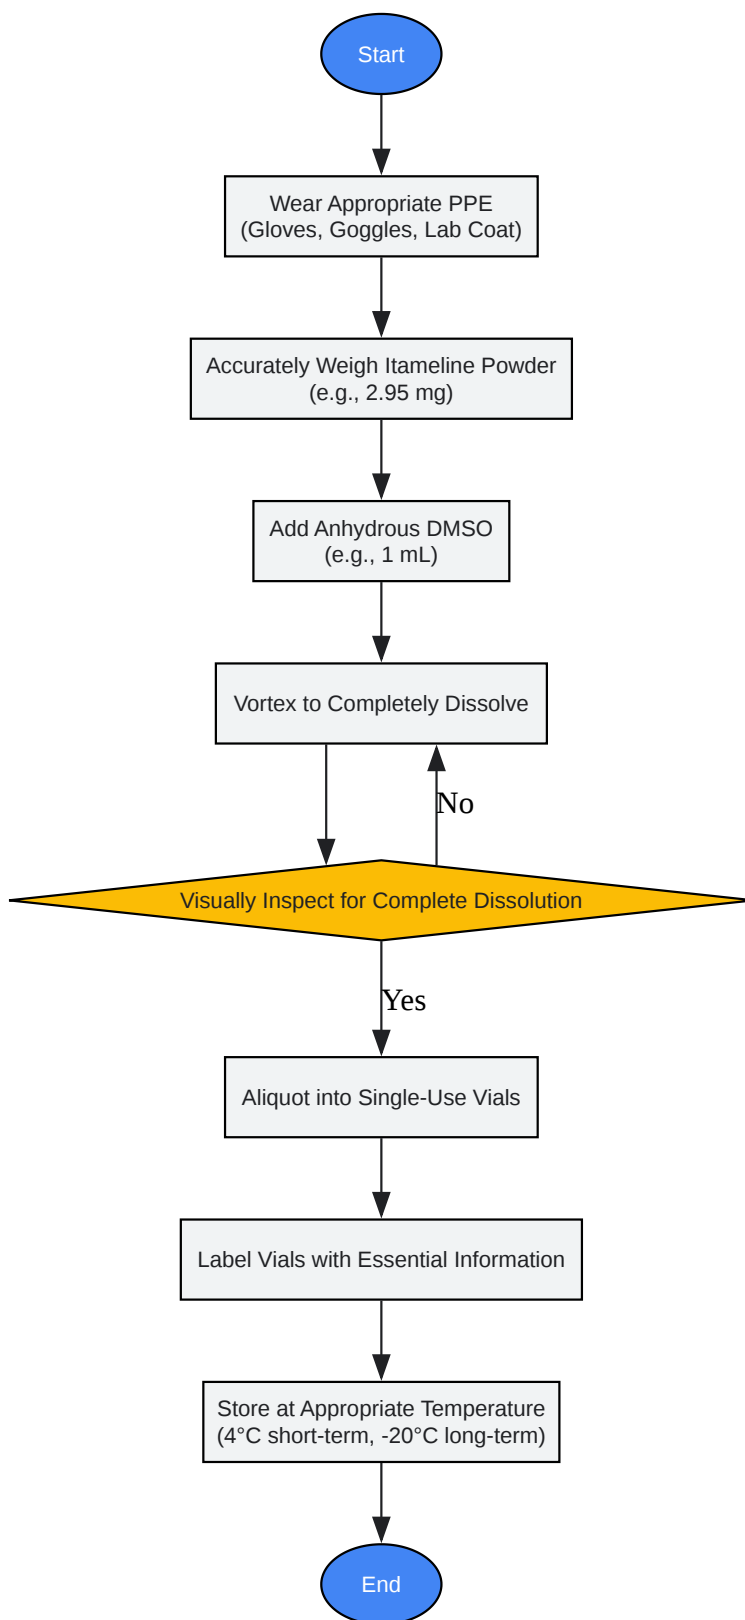 Start
Wear Appropriate PPE
(Gloves, Goggles, Lab Coat)
Accurately Weigh Itameline Powder
(e.g., 2.95 mg)
Add Anhydrous DMSO
(e.g., 1 mL)
Vortex to Completely Dissolve
No
Visually Inspect for Complete Dissolution
Yes
Aliquot into Single-Use Vials
Label Vials with Essential Information
Store at Appropriate Temperature
(4°C short-term, -20°C long-term)
End